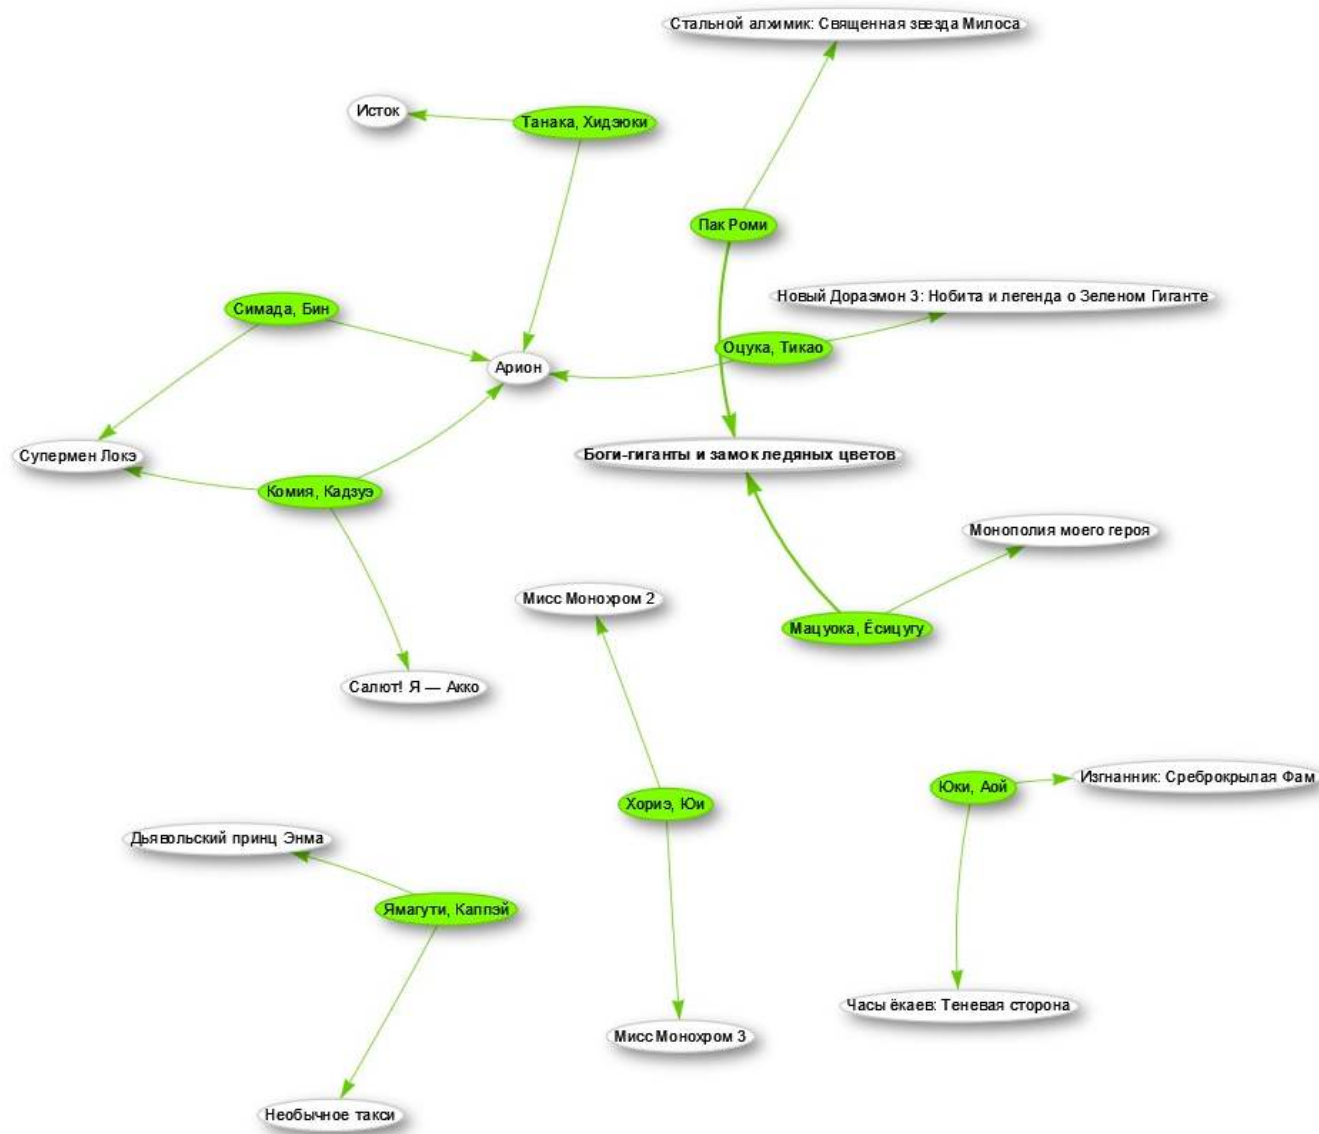 Стальной алхимик: Священная звезда Милоса
Исток
Танака, Хидэюки
Пак Роми
Новый Дораэмон 3: Нобита и легенда о Зеленом Гиганте
Симада, Бин
Оцука, Тикао
Арион
Супермен Локэ
Боги-гиганты и замок ледяных цветов
Комия, Кадзуэ
Монополия моего героя
Мисс Монохром 2
Мацуока, Ёсицугу
Салют! Я — Акко
Изгнанник: Среброкрылая Фам
Юки, Аой
Хориэ, Юи
Дьявольский принц Энма
Ямагути, Каппэй
Часы ёкаев: Теневая сторона
Мисс Монохром 3
Необычное такси